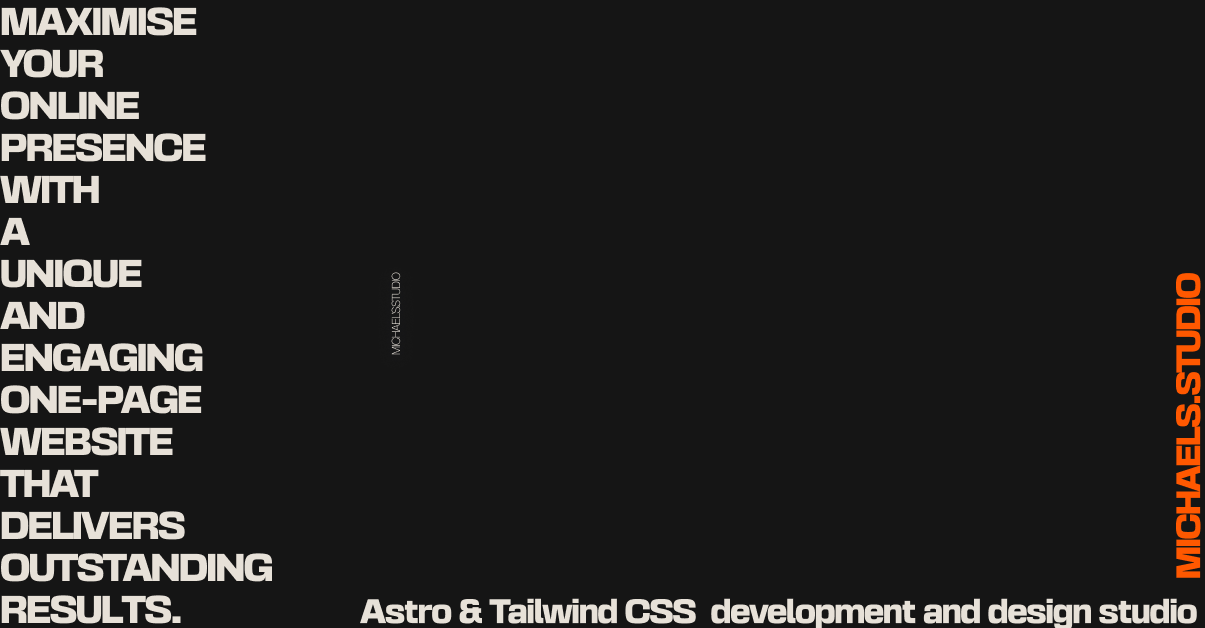 MAXIMISE
YOUR
ONLINE
PRESENCE
WITH
A
UNIQUE
AND
ENGAGING
ONE-PAGE
WEBSITE
THAT
DELIVERS
OUTSTANDING
RESULTS.
MICHAELS.STUDIO
MICHAELS.STUDIO
Astro & Tailwind CSS development and design studio